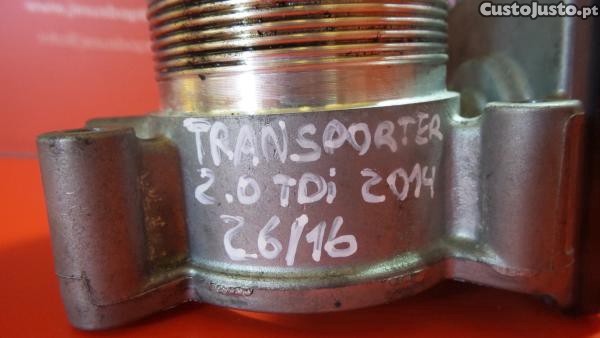 CustoJusto.pt
TRANSPORTER
2.0 TDi 2014
26/16